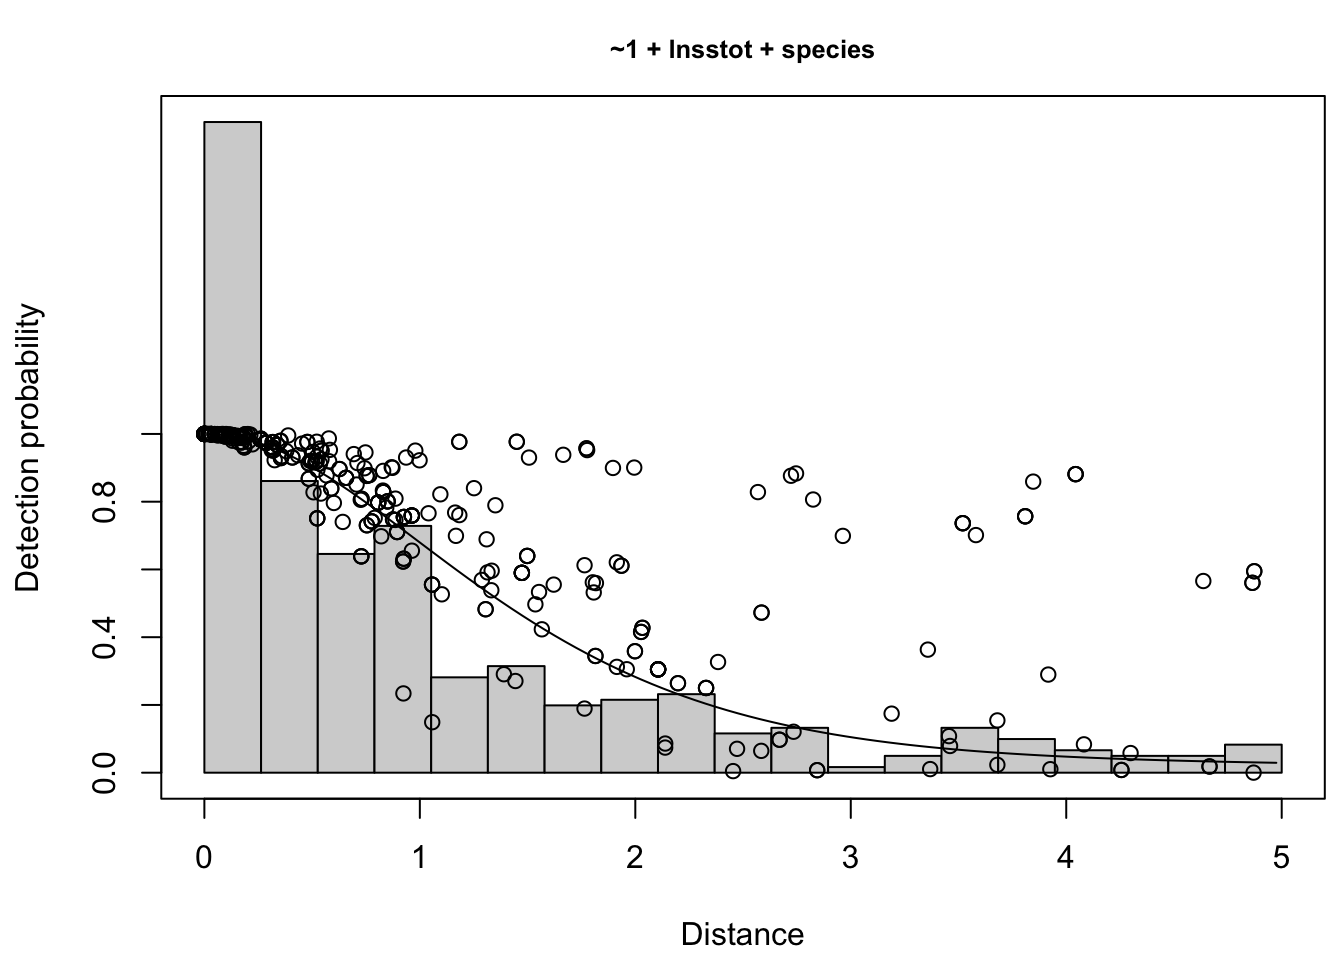 ~1 + lnsstot + species
Detection probability
0.8
0.4
0.0
0 1 2 3 4 5
Distance